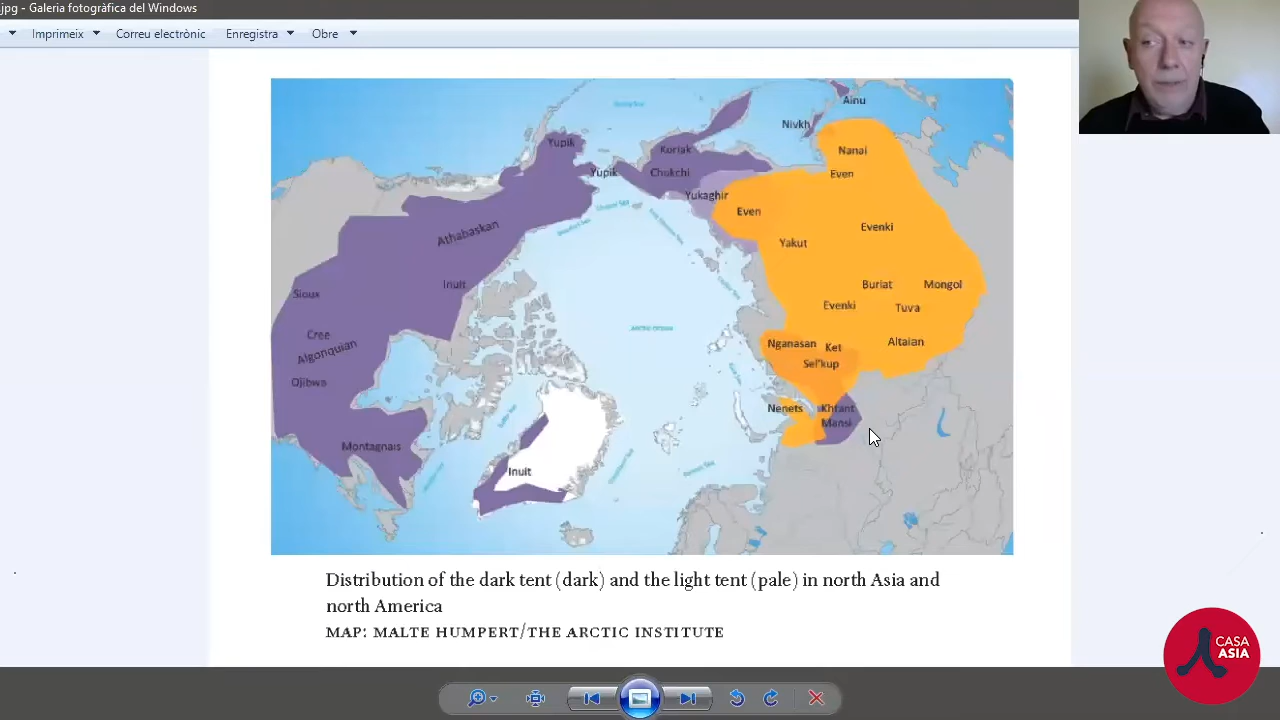 .jpg - Galeria fotogràfica del Windows
Imprimeix Correu electrònic Enregistra Obre
Ainu
Nivkh
Yupik
Koriak
Nanai
Yupik
Chukchi
Even
Yukaghir
Even
Athabaskan
Evenki
Yakut
Inuit
Buriat
Mongol
Sioux
Evenki
Tuva
Arctic Ocean
Cree
Algonquian
Nganasan
Ket
Altaian
Sel'kup
Ojibwa
Nenets
Khtant
Mansi
Montagnais
Inuit
Distribution of the dark tent (dark) and the light tent (pale) in north Asia and
north America
MAP: MALTE HUMPERT/THE ARCTIC INSTITUTE
CASA
ASIA